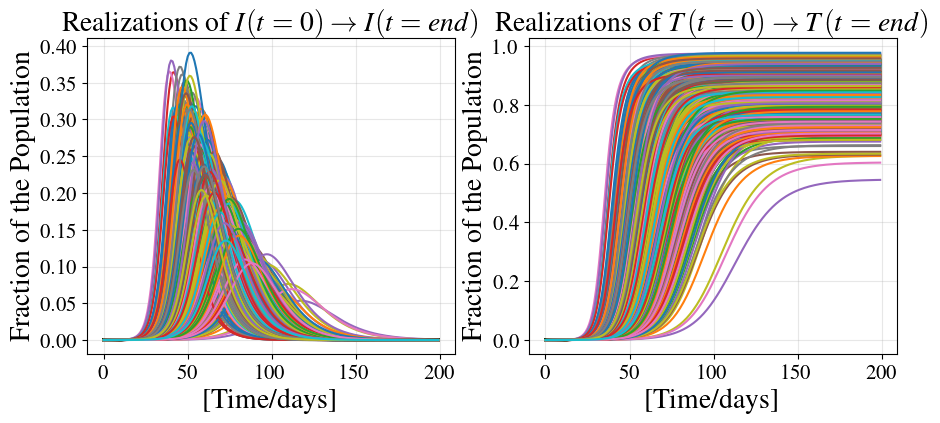 Realizations of I(t = 0) → I(t = end)
Fraction of the Population
0.40
0.35
0.30
0.25
0.20
0.15
0.10
0.05
0.00
0 50 100 150 200
[Time/days]
Realizations of T(t = 0) → T(t = end)
Fraction of the Population
1.0
0.8
0.6
0.4
0.2
0.0
0 50 100 150 200
[Time/days]